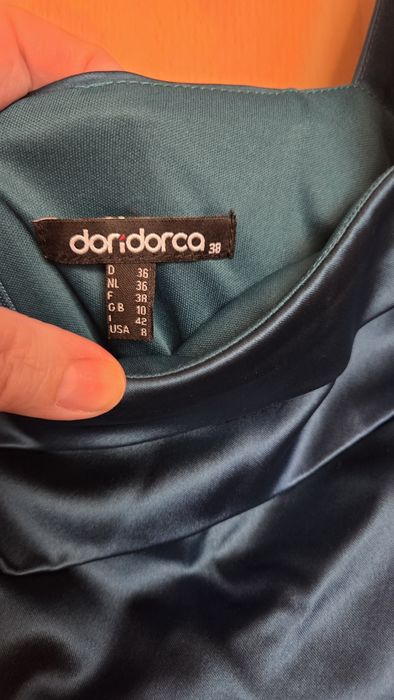 doridorca 38
D 36
NL 36
F 38
GB 10
I 42
USA 8